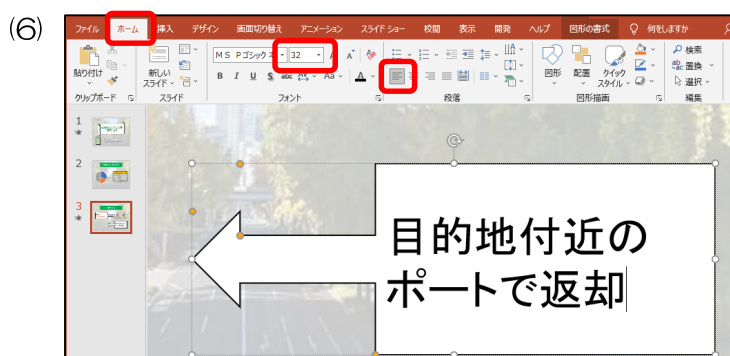 (6)
ファイル ホーム 挿入 デザイン 画面切り替え アニメーション スライド ショー 校閲 表示 開発 ヘルプ 図形の書式 何をしますか
貼り付け 新しい スライド MS Pゴシック 32 図形 配置 クイック スタイル 検索 置換 選択
B I U S abc AV Aa A
クリップボード スライド フォント 段落 図形描画 編集
1
2
3
目的地付近の
ポートで返却